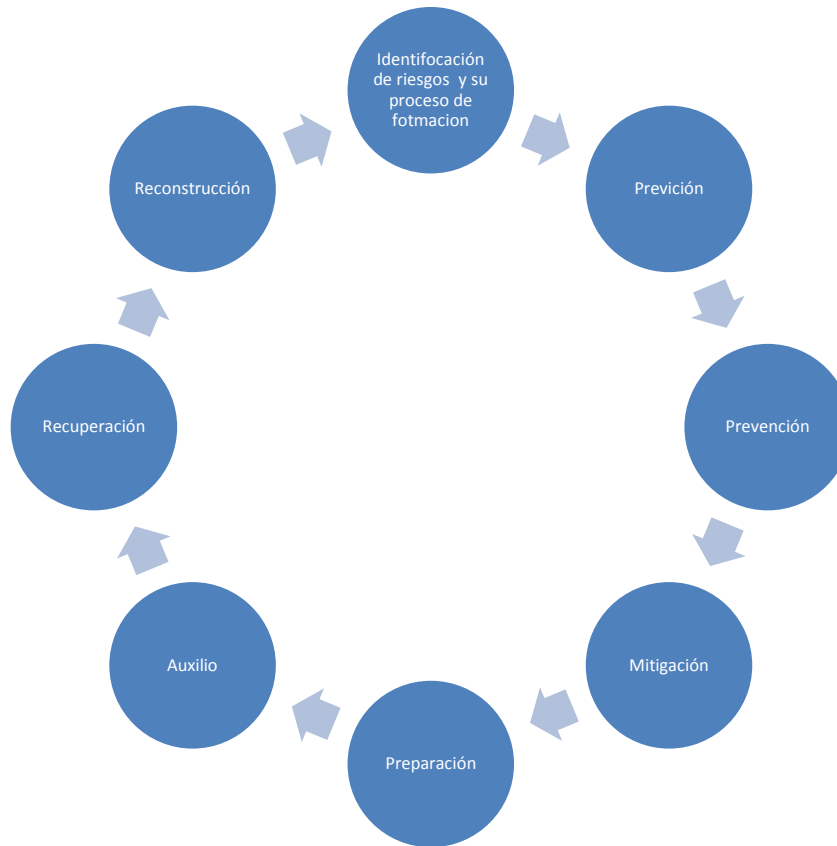 Identifocación
de riesgos y su
proceso de
fotmacion
Previción
Prevención
Mitigación
Preparación
Auxilio
Recuperación
Reconstrucción